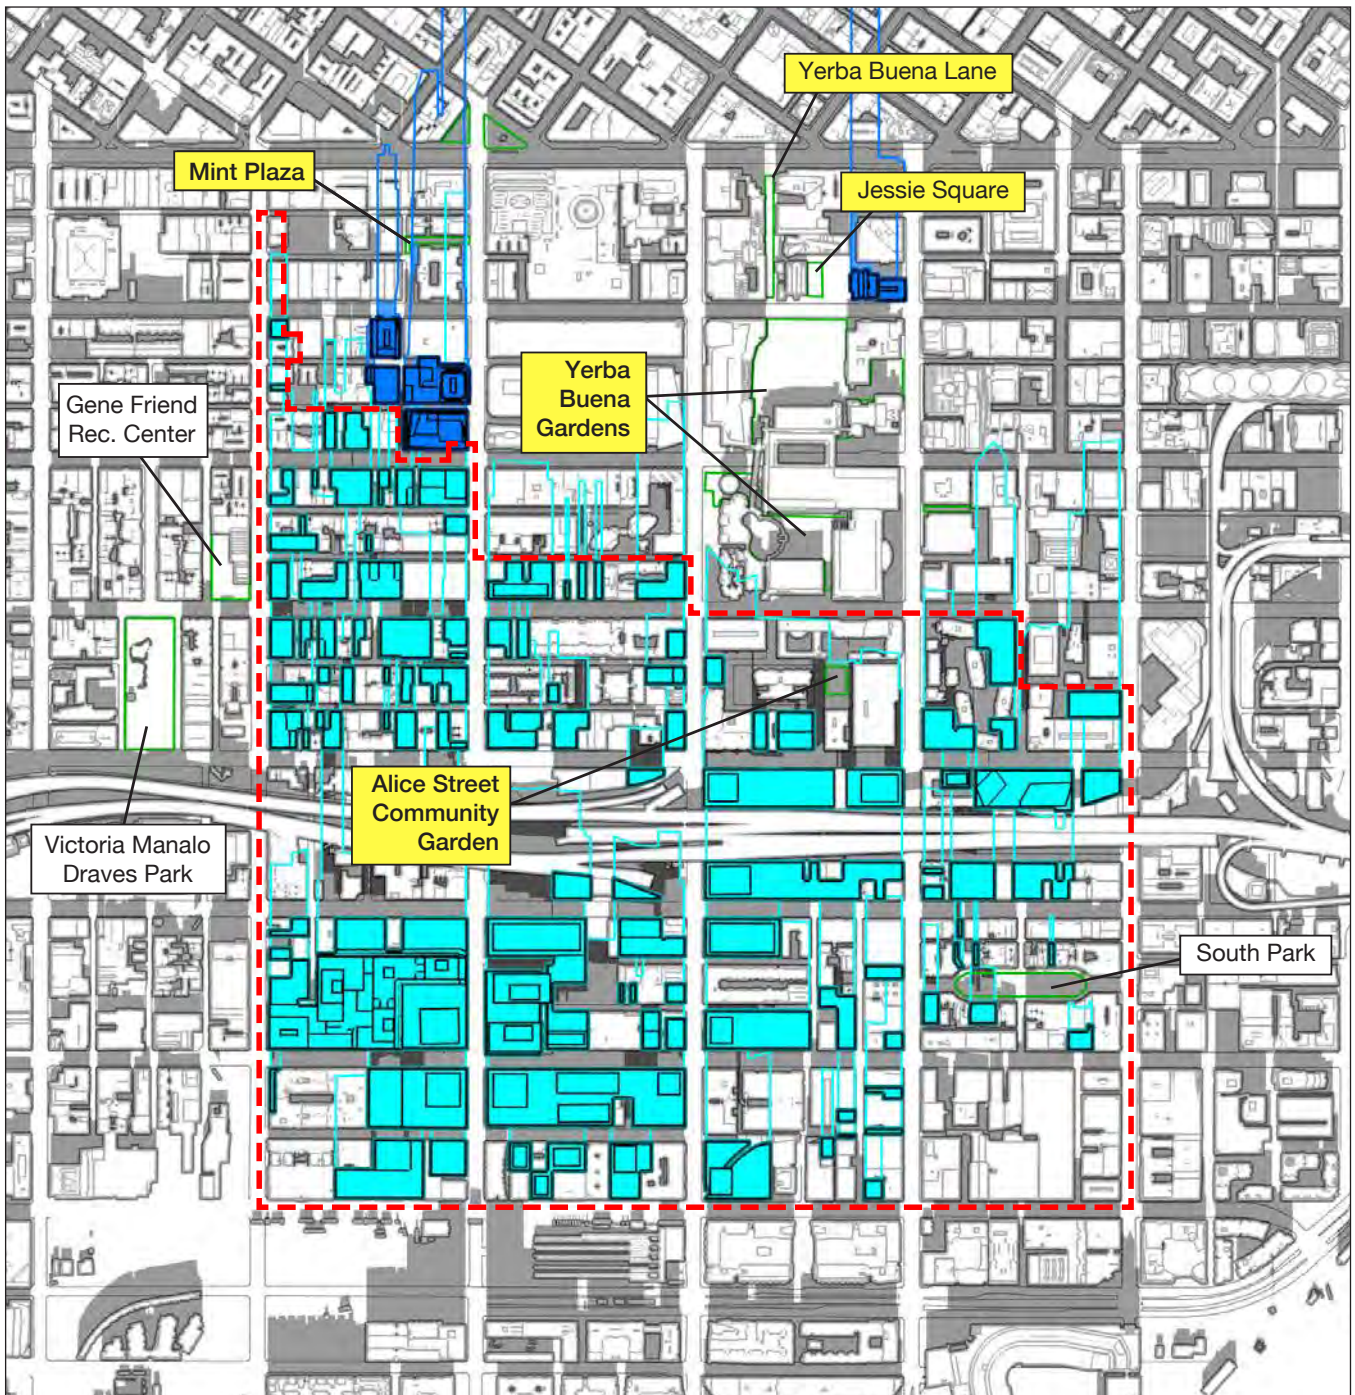 Yerba Buena Lane
Mint Plaza
Jessie Square
Yerba
Buena
Gardens
Gene Friend
Rec. Center
Alice Street
Community
Garden
Victoria Manalo
Draves Park
South Park